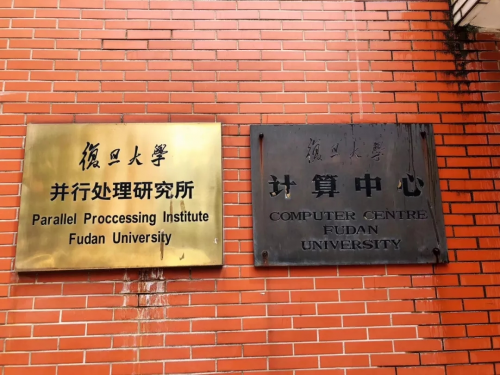 復旦大學
并行处理研究所
Parallel Processing Institute
Fudan University
復旦大學
计算中心
COMPUTER CENTRE
FUDAN
UNIVERSITY